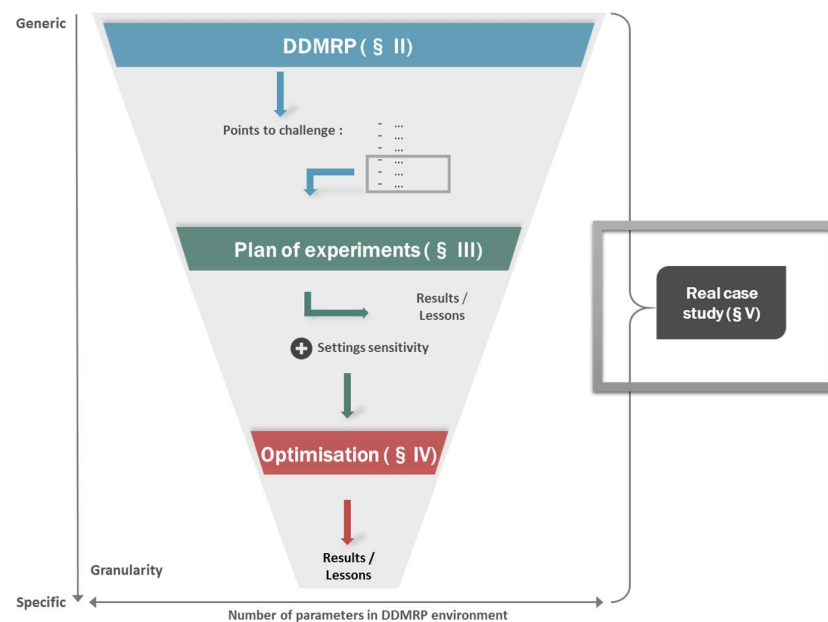 Generic
DDMRP ( § II)
Points to challenge :
- ...
- ...
- ...
- ...
- ...
- ...
Plan of experiments ( § III)
Results /
Lessons
Settings sensitivity
Real case
study (§ V)
Optimisation ( § IV)
Results /
Lessons
Granularity
Specific
Number of parameters in DDMRP environment